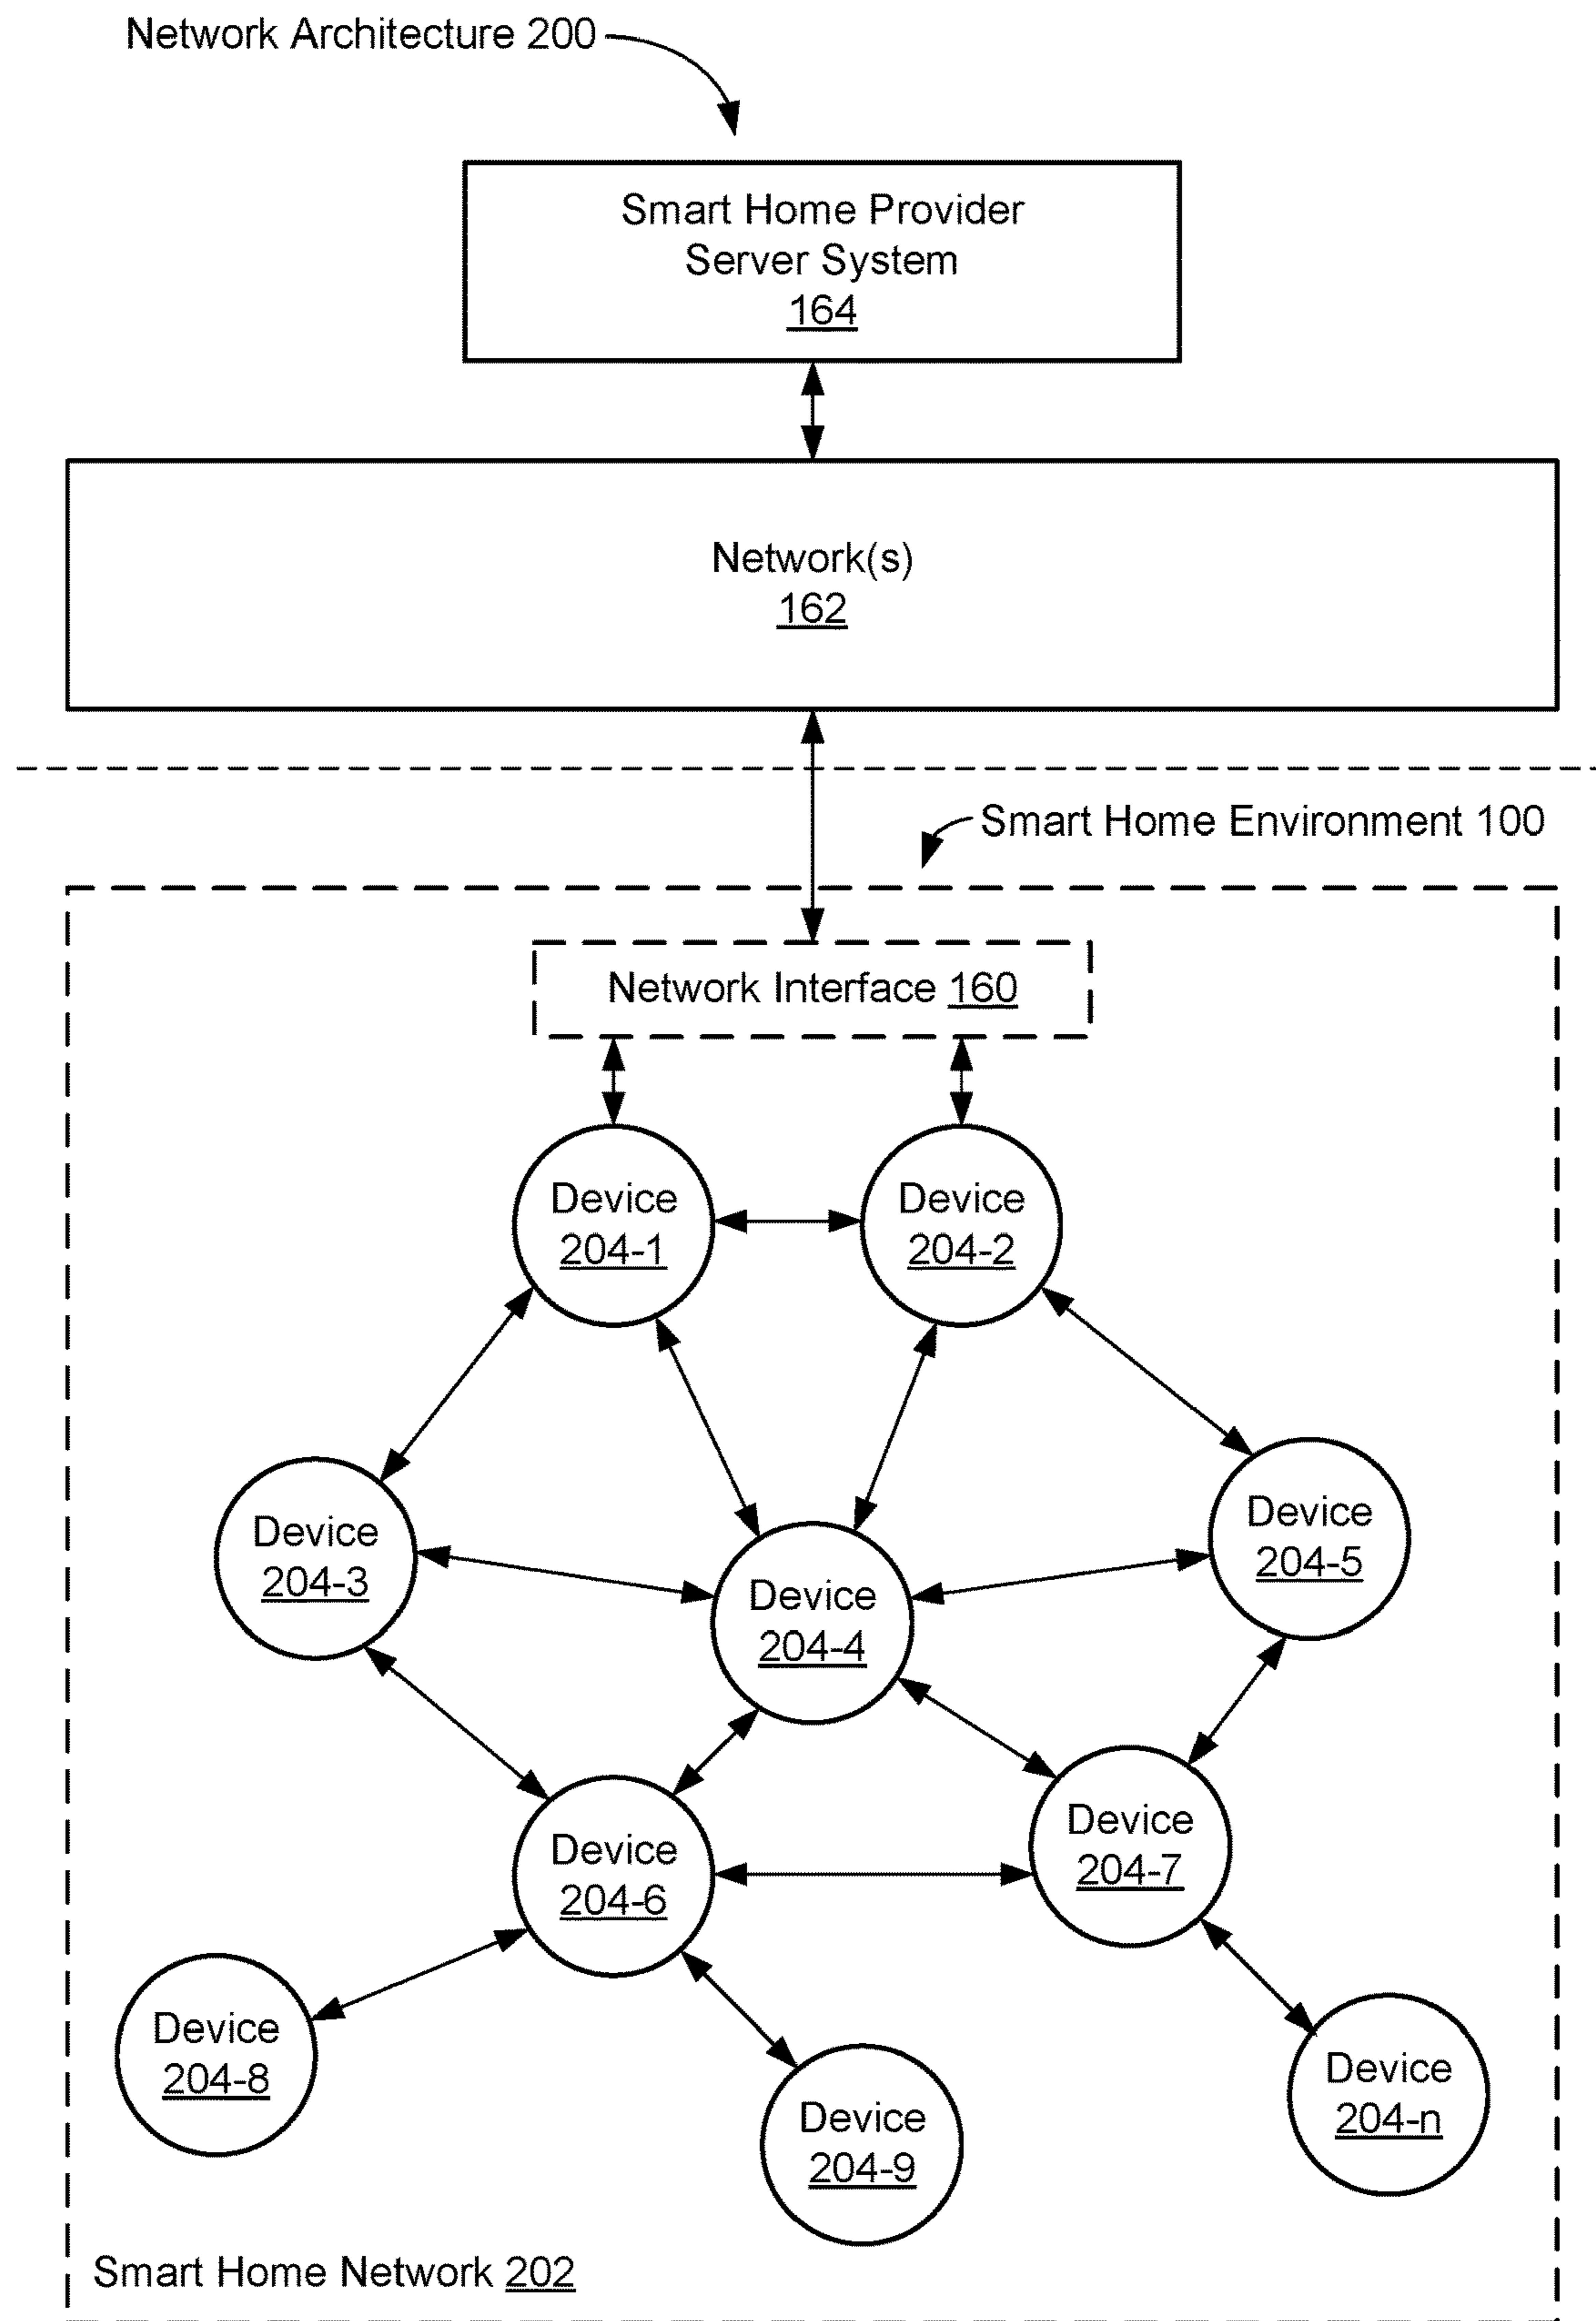 Network Architecture 200
Smart Home Provider
Server System
164
Network(s)
162
Smart Home Environment 100
Network Interface 160
Device
204-1
Device
204-2
Device
204-3
Device
204-4
Device
204-5
Device
204-6
Device
204-7
Device
204-8
Device
204-9
Device
204-n
Smart Home Network 202